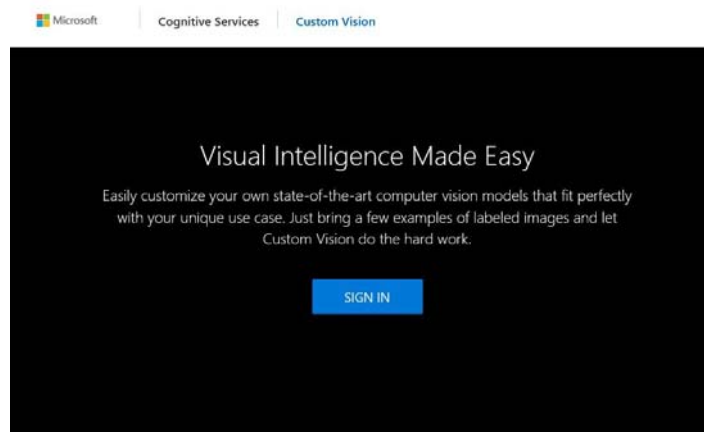 Microsoft Cognitive Services Custom Vision
Visual Intelligence Made Easy
Easily customize your own state-of-the-art computer vision models that fit perfectly
with your unique use case. Just bring a few examples of labeled images and let
Custom Vision do the hard work.
SIGN IN